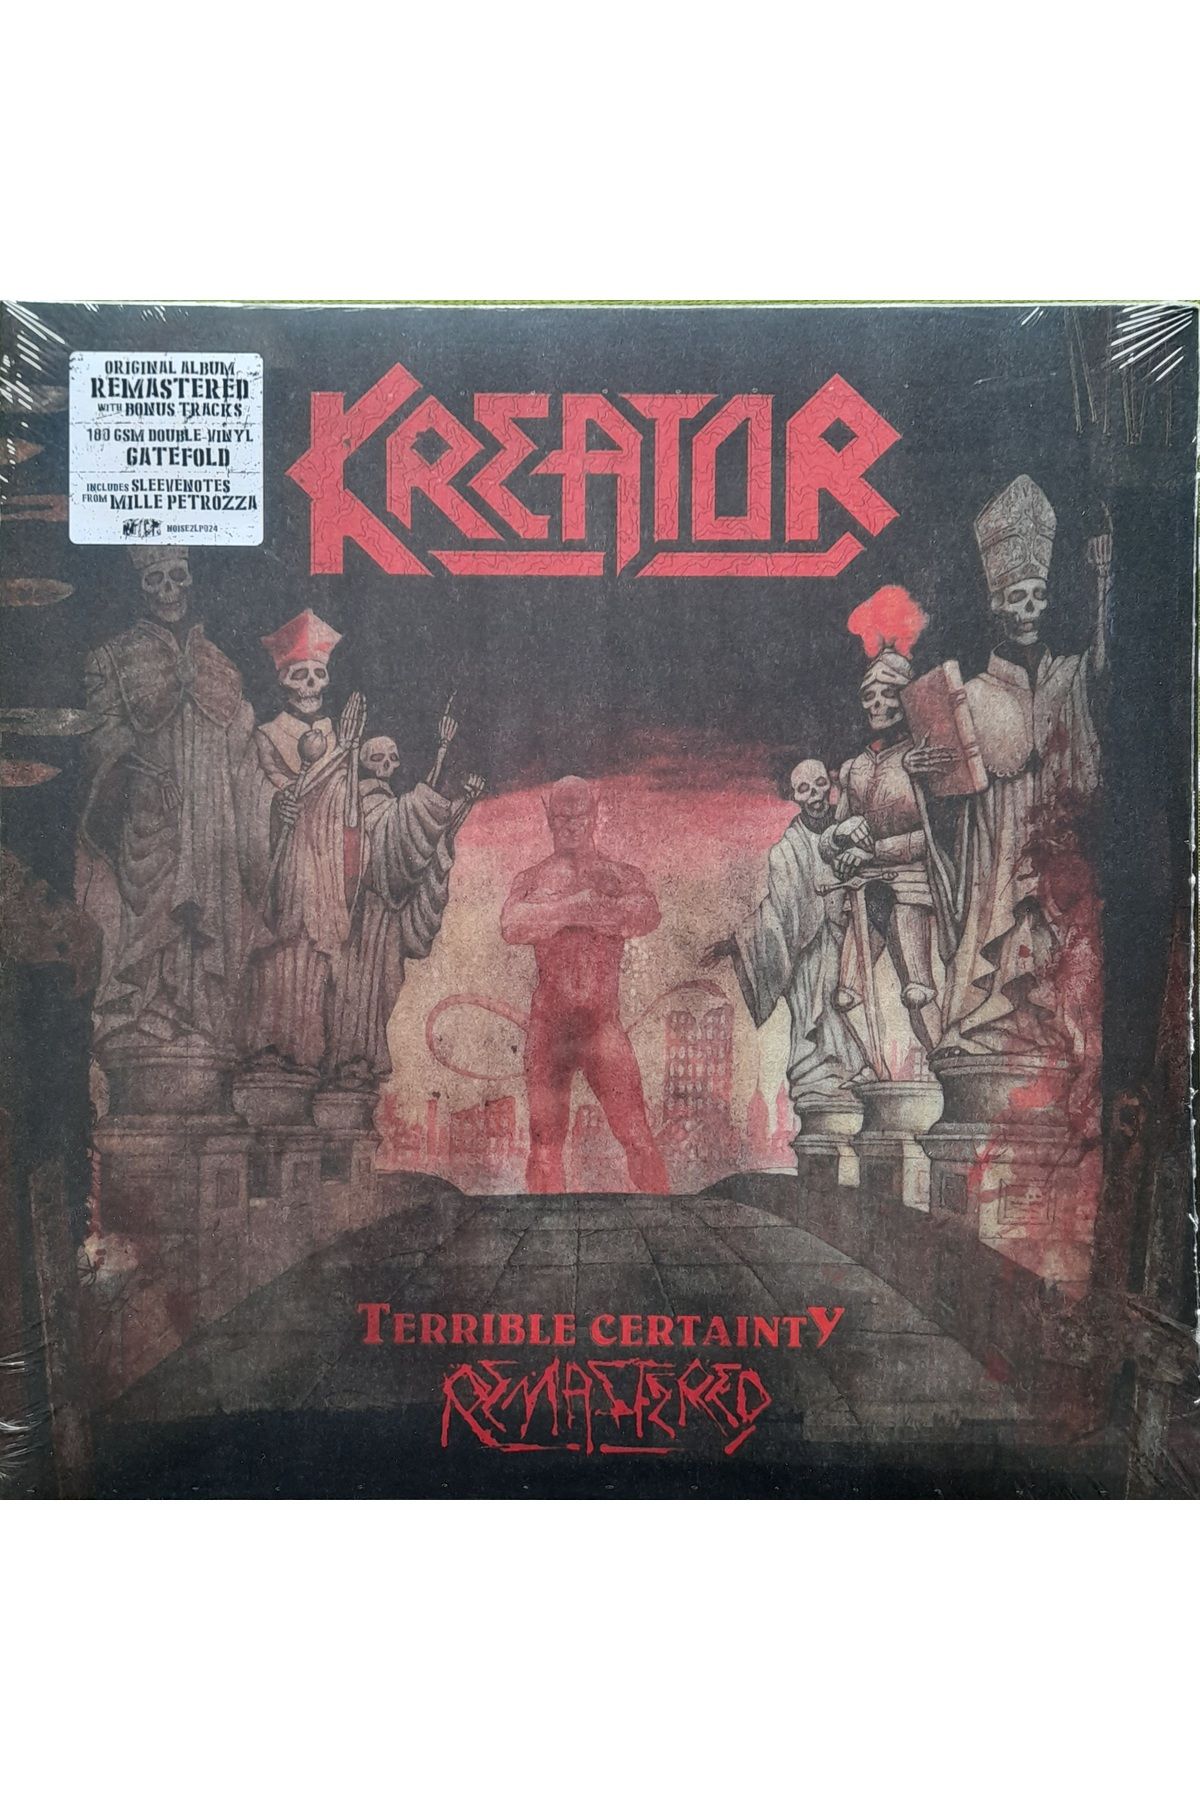 ORIGINAL ALBUM
REMASTERED
WITH BONUS TRACKS
180 GSM DOUBLE-VINYL
GATEFOLD
INCLUDES SLEEVENOTES
FROM MILLE PETROZZA
NOISE NOISE2LP024
KREATOR
TERRIBLE CERTAINTY
REMASTERED